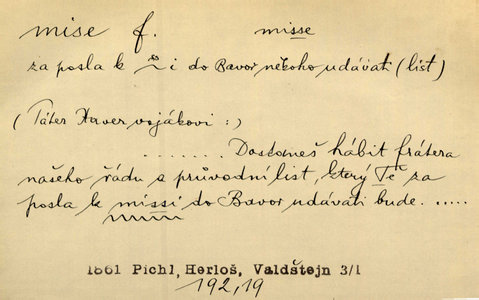 mise f. misse
za posla k ~ i do Bavor někoho udávati (list)
(Páter Xaver vojákovi :)
....... Dostaneš hábit frátera
našeho řádu a průvodní list, který Tě za
posla k missi do Bavor udávati bude. .....
1861 Pichl, Herloš, Valdštejn 3/1
192,19